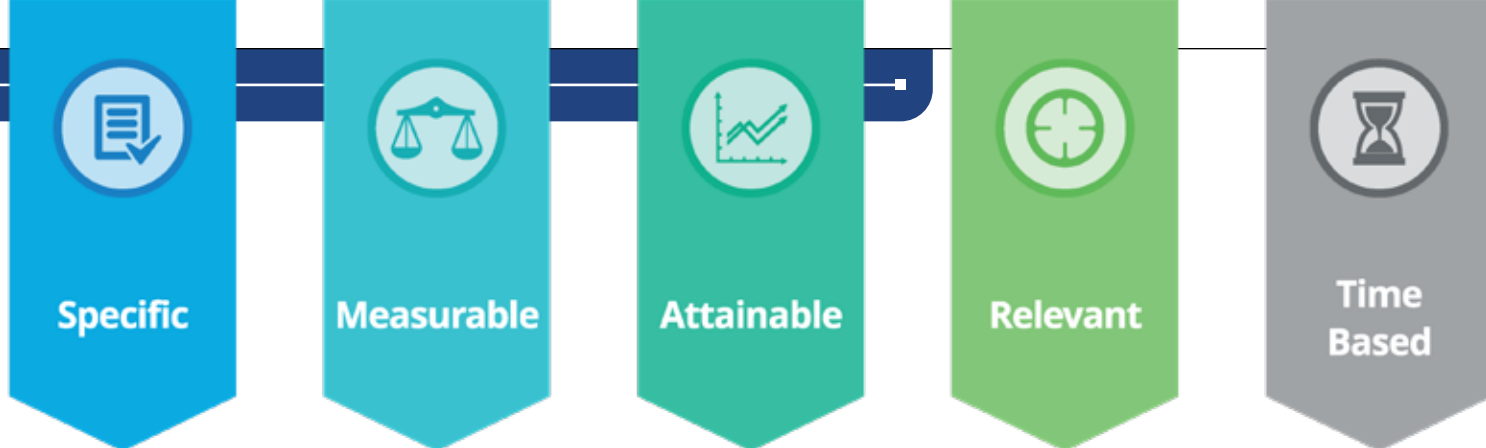 Specific
Measurable
Attainable
Relevant
Time
Based